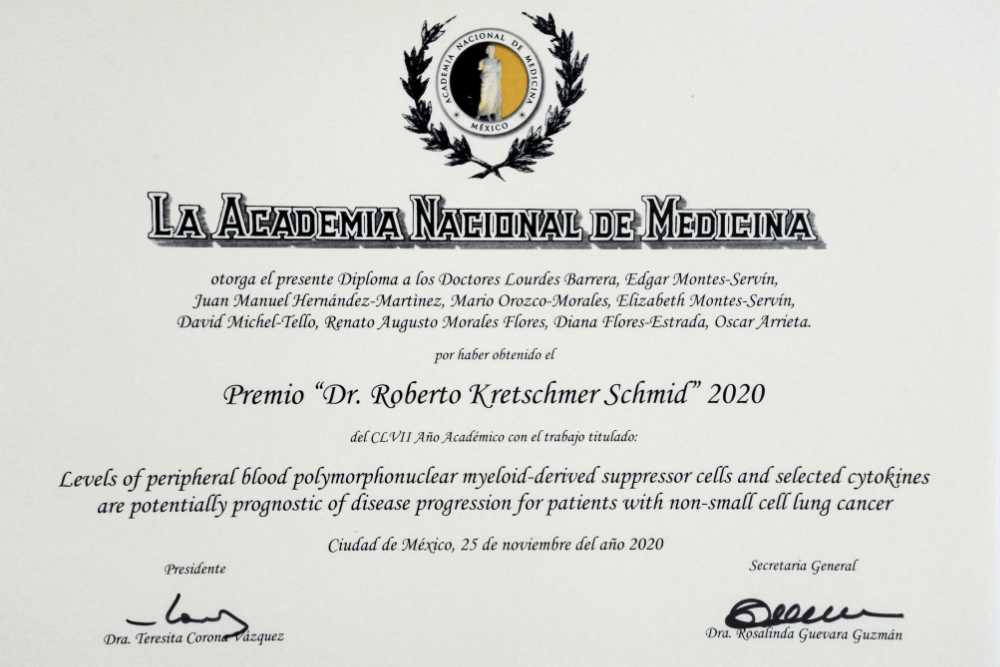 ACADEMIA NACIONAL DE MEDICINA
MÉXICO
LA ACADEMIA NACIONAL DE MEDICINA
otorga el presente Diploma a los Doctores Lourdes Barrera, Edgar Montes-Servín,
Juan Manuel Hernández-Martìnez, Mario Orozco-Morales, Elizabeth Montes-Servín,
David Michel-Tello, Renato Augusto Morales Flores, Diana Flores-Estrada, Oscar Arrieta.
por haber obtenido el
Premio “Dr. Roberto Kretschmer Schmid” 2020
del CLVII Año Académico con el trabajo titulado:
Levels of peripheral blood polymorphonuclear myeloid-derived suppressor cells and selected cytokines
are potentially prognostic of disease progression for patients with non-small cell lung cancer
Ciudad de México, 25 de noviembre del año 2020
Presidente
Secretaria General
Dra. Teresita Corona Vázquez
Dra. Rosalinda Guevara Guzmán